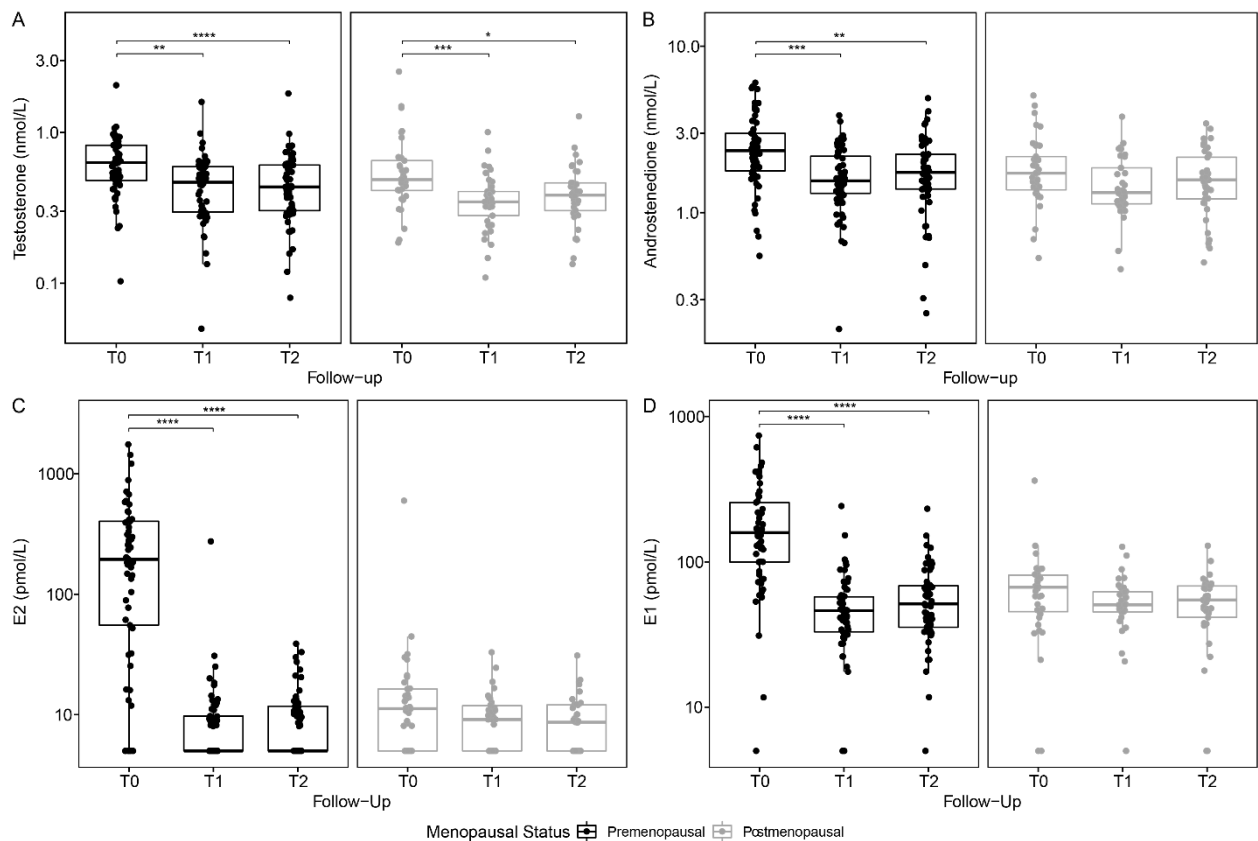 A
Testosterone (nmol/L)
3.0
1.0
0.3
0.1
****
**
*
***
T0 T1 T2 T0 T1 T2
Follow−up
B
Androstenedione (nmol/L)
10.0
3.0
1.0
0.3
**
***
T0 T1 T2 T0 T1 T2
Follow−up
C
E2 (pmol/L)
1000
100
10
****
****
T0 T1 T2 T0 T1 T2
Follow−Up
D
E1 (pmol/L)
1000
100
10
****
****
T0 T1 T2 T0 T1 T2
Follow−Up
Menopausal Status Premenopausal Postmenopausal